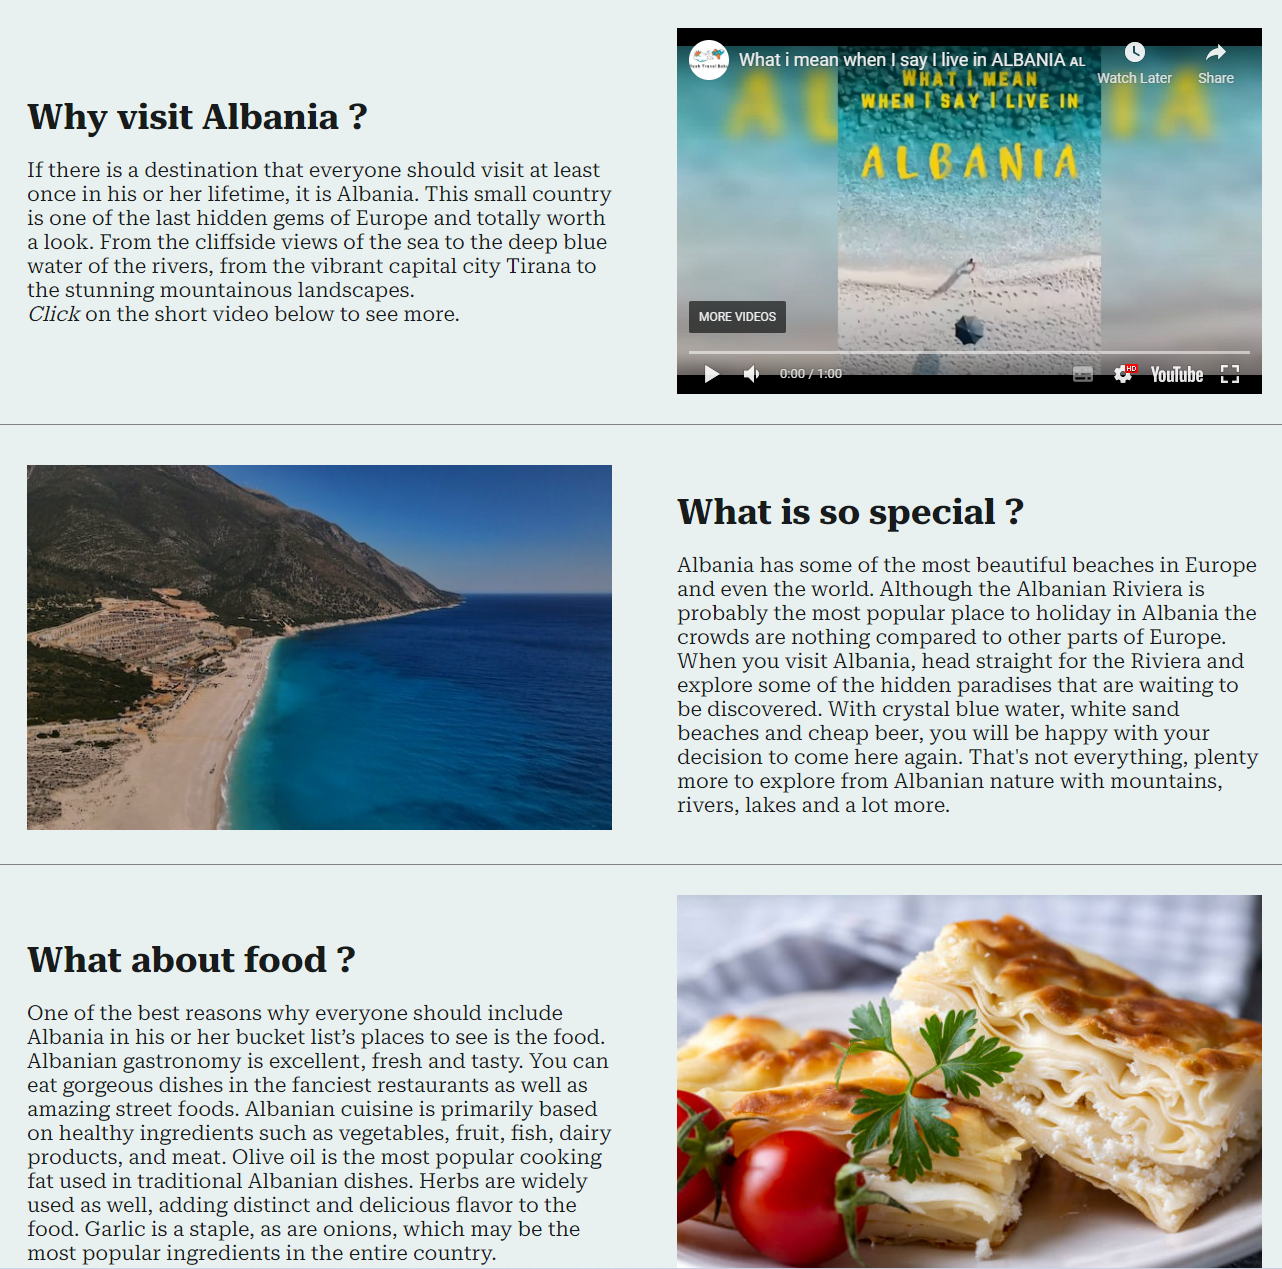 Why visit Albania ?
If there is a destination that everyone should visit at least
once in his or her lifetime, it is Albania. This small country
is one of the last hidden gems of Europe and totally worth
a look. From the cliffside views of the sea to the deep blue
water of the rivers, from the vibrant capital city Tirana to
the stunning mountainous landscapes.
Click on the short video below to see more.
What i mean when I say I live in ALBANIA AL
Watch Later
Share
WHAT I MEAN
WHEN I SAY I LIVE IN
ALBANIA
MORE VIDEOS
0:00 / 1:00
HD
YouTube
What is so special ?
Albania has some of the most beautiful beaches in Europe
and even the world. Although the Albanian Riviera is
probably the most popular place to holiday in Albania the
crowds are nothing compared to other parts of Europe.
When you visit Albania, head straight for the Riviera and
explore some of the hidden paradises that are waiting to
be discovered. With crystal blue water, white sand
beaches and cheap beer, you will be happy with your
decision to come here again. That's not everything, plenty
more to explore from Albanian nature with mountains,
rivers, lakes and a lot more.
What about food ?
One of the best reasons why everyone should include
Albania in his or her bucket list’s places to see is the food.
Albanian gastronomy is excellent, fresh and tasty. You can
eat gorgeous dishes in the fanciest restaurants as well as
amazing street foods. Albanian cuisine is primarily based
on healthy ingredients such as vegetables, fruit, fish, dairy
products, and meat. Olive oil is the most popular cooking
fat used in traditional Albanian dishes. Herbs are widely
used as well, adding distinct and delicious flavor to the
food. Garlic is a staple, as are onions, which may be the
most popular ingredients in the entire country.